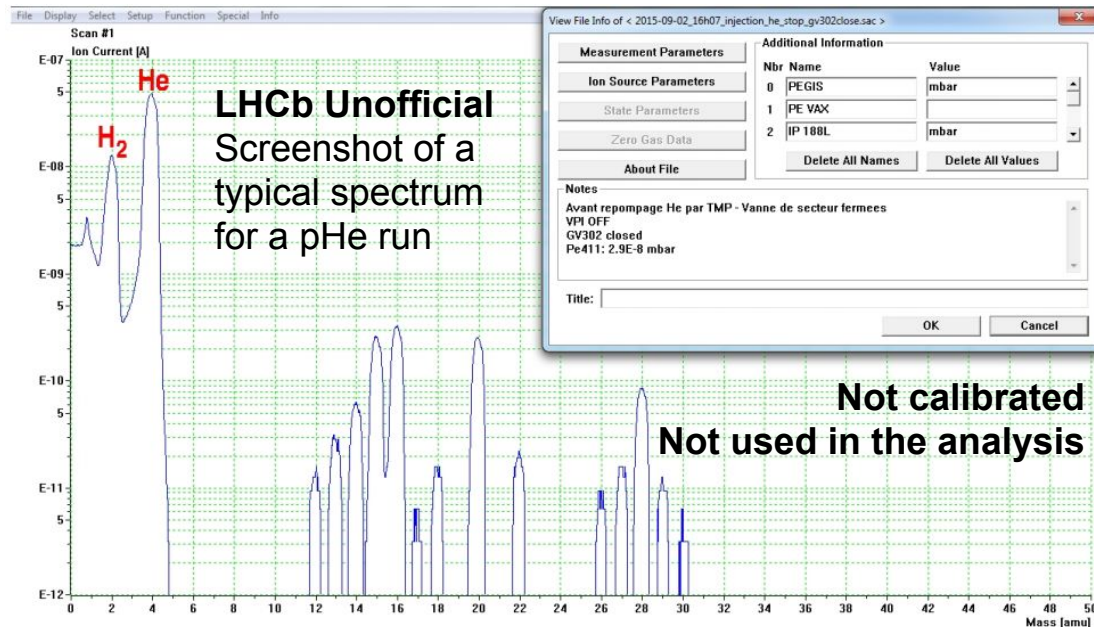 File Display Select Setup Function Special Info
Scan #1
Ion Current [A]
E-07
5
E-08
5
E-09
5
E-10
5
E-11
5
E-12
H2
He
LHCb Unofficial
Screenshot of a
typical spectrum
for a pHe run
View File Info of < 2015-09-02_16h07_injection_he_stop_gv302close.sac >
x
Measurement Parameters
Ion Source Parameters
State Parameters
Zero Gas Data
About File
Additional Information
Nbr Name Value
0 PEGIS mbar
1 PE VAX
2 IP 188L mbar
Delete All Names Delete All Values
Notes
Avant repompage He par TMP - Vanne de secteur fermees
VPI OFF
GV302 closed
Pe411: 2.9E-8 mbar
Title:
OK Cancel
Not calibrated
Not used in the analysis
0 2 4 6 8 10 12 14 16 18 20 22 24 26 28 30 32 34 36 38 40 42 44 46 48 50
Mass [amu]